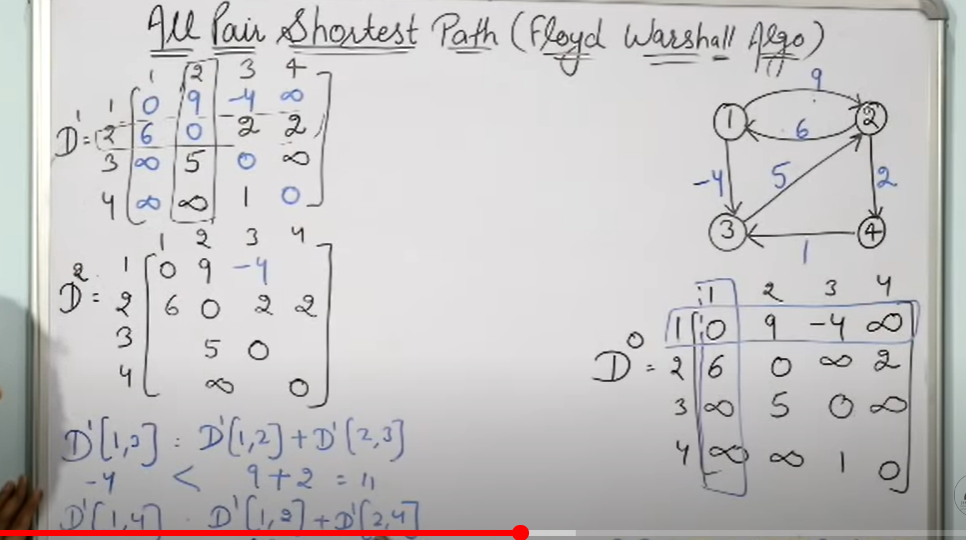 All Pair Shortest Path (Floyd Warshall Algo)
1 2 3 4
D¹ = 1 0 9 -4 ∞
2 6 0 2 2
3 ∞ 5 0 ∞
4 ∞ ∞ 1 0
1 2 3 4
D² = 1 0 9 -4
2 6 0 2 2
3 5 0
4 ∞ 0
D¹[1,3] : D¹[1,2] + D¹[2,3]
-4 < 9 + 2 = 11
D¹[1,4] . D¹[1,2] + D¹[2,4]
9
1 2
6
-4 5 2
3 4
1
1 2 3 4
1 0 9 -4 ∞
D⁰ = 2 6 0 ∞ 2
3 ∞ 5 0 ∞
4 ∞ ∞ 1 0